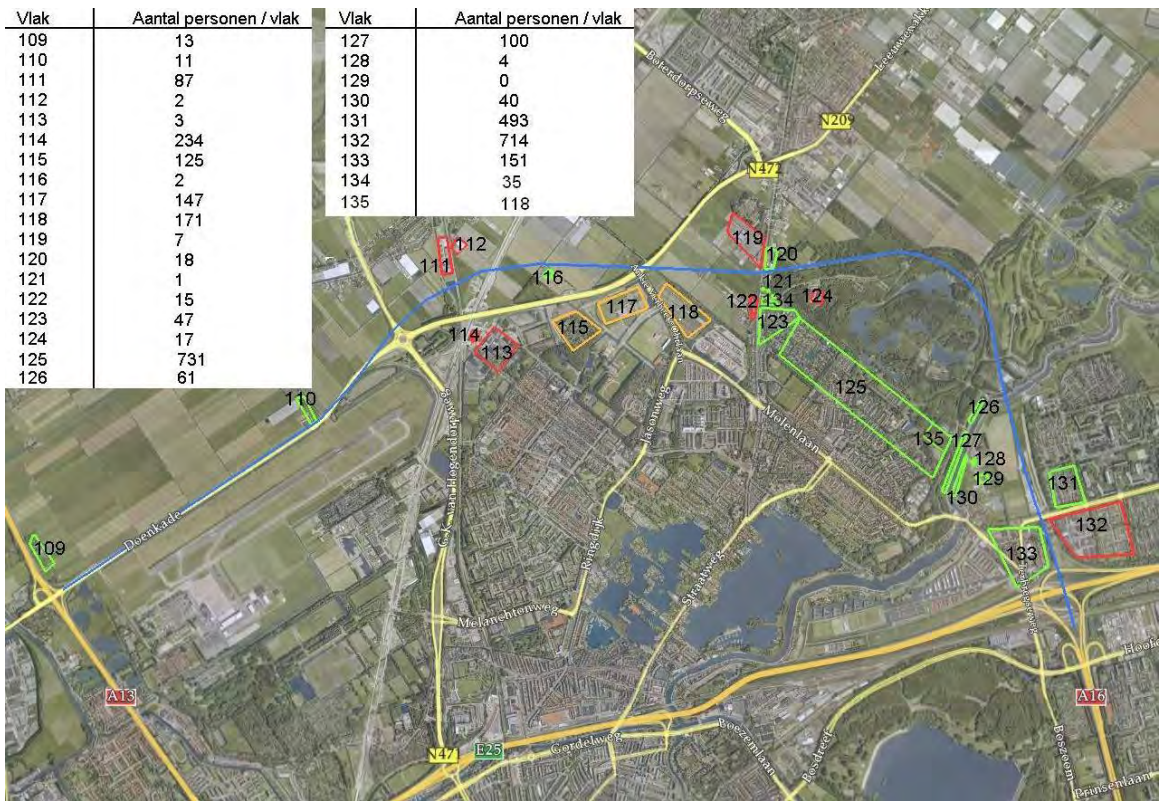 Vlak Aantal personen / vlak
109 13
110 11
111 87
112 2
113 3
114 234
115 125
116 2
117 147
118 171
119 7
120 18
121 1
122 15
123 47
124 17
125 731
126 61
Vlak Aantal personen / vlak
127 100
128 4
129 0
130 40
131 493
132 714
133 151
134 35
135 118
Boterdorpseweg
N209
N472
119
112
111
120
116
121
124
122
134
117
118
123
115
114
113
125
110
Jasonweg
Molenlaan
126
135
127
128
129
130
131
132
133
G.K. van Hogendorpweg
Doenkade
109
Ringdijk
Straatweg
Melanchtonweg
A13
A16
N471
E25
Gordelweg
Boezemlaan
Bosdreef
Boszoom
Prinsenlaan